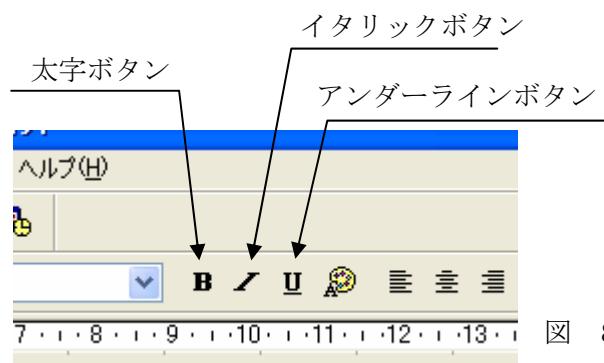 イタリックボタン
太字ボタン
アンダーラインボタン
ヘルプ(H)
B I U A
7 8 9 10 11 12 13
図 8